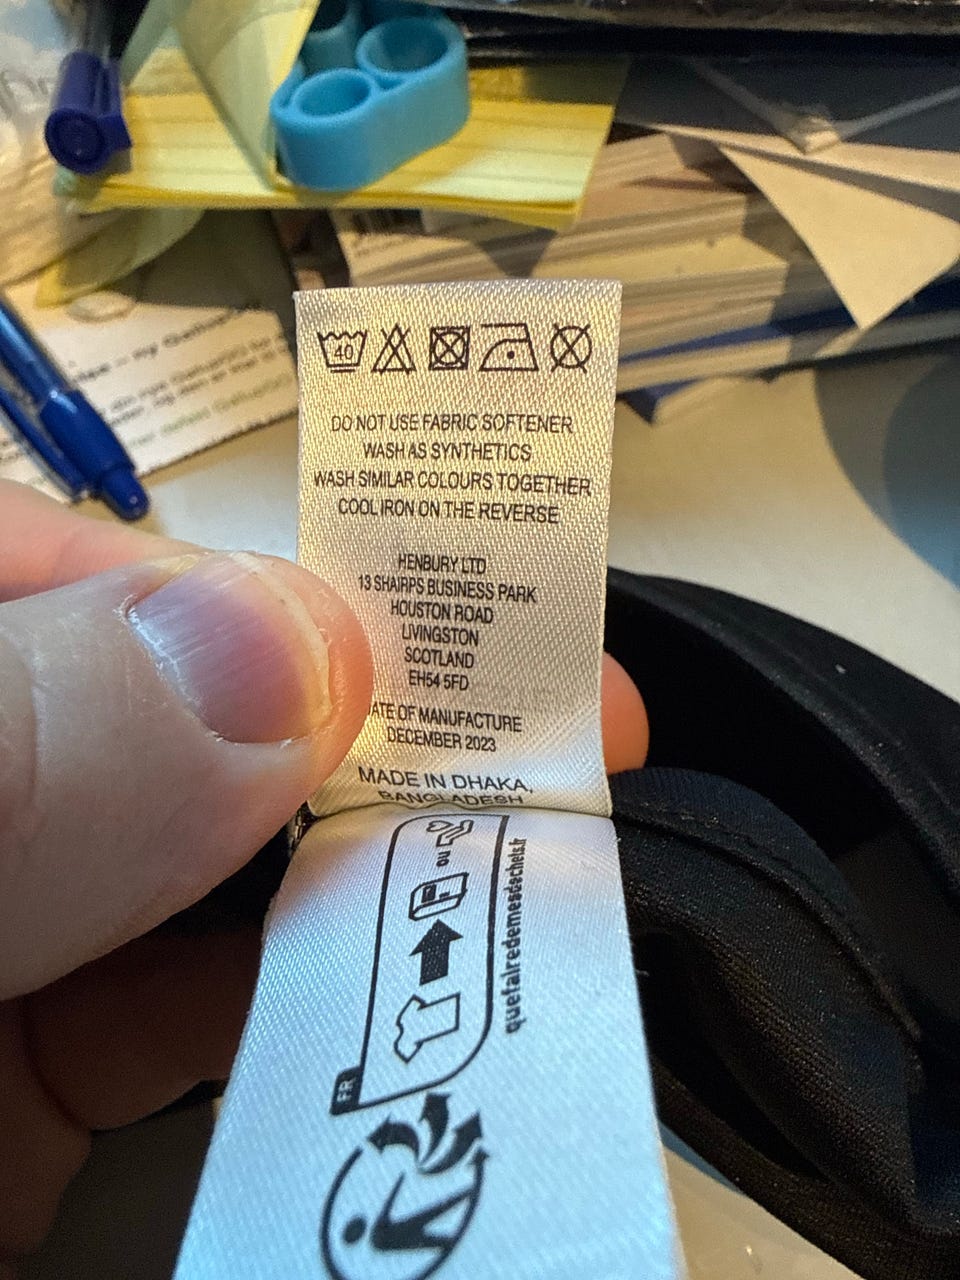 40
DO NOT USE FABRIC SOFTENER
WASH AS SYNTHETICS
WASH SIMILAR COLOURS TOGETHER
COOL IRON ON THE REVERSE
HENBURY LTD
13 SHAIRPS BUSINESS PARK
HOUSTON ROAD
LIVINGSTON
SCOTLAND
EH54 5FD
ATE OF MANUFACTURE
DECEMBER 2023
MADE IN DHAKA,
BANGLADESH
FR
OU
quefairedemesdechets.fr